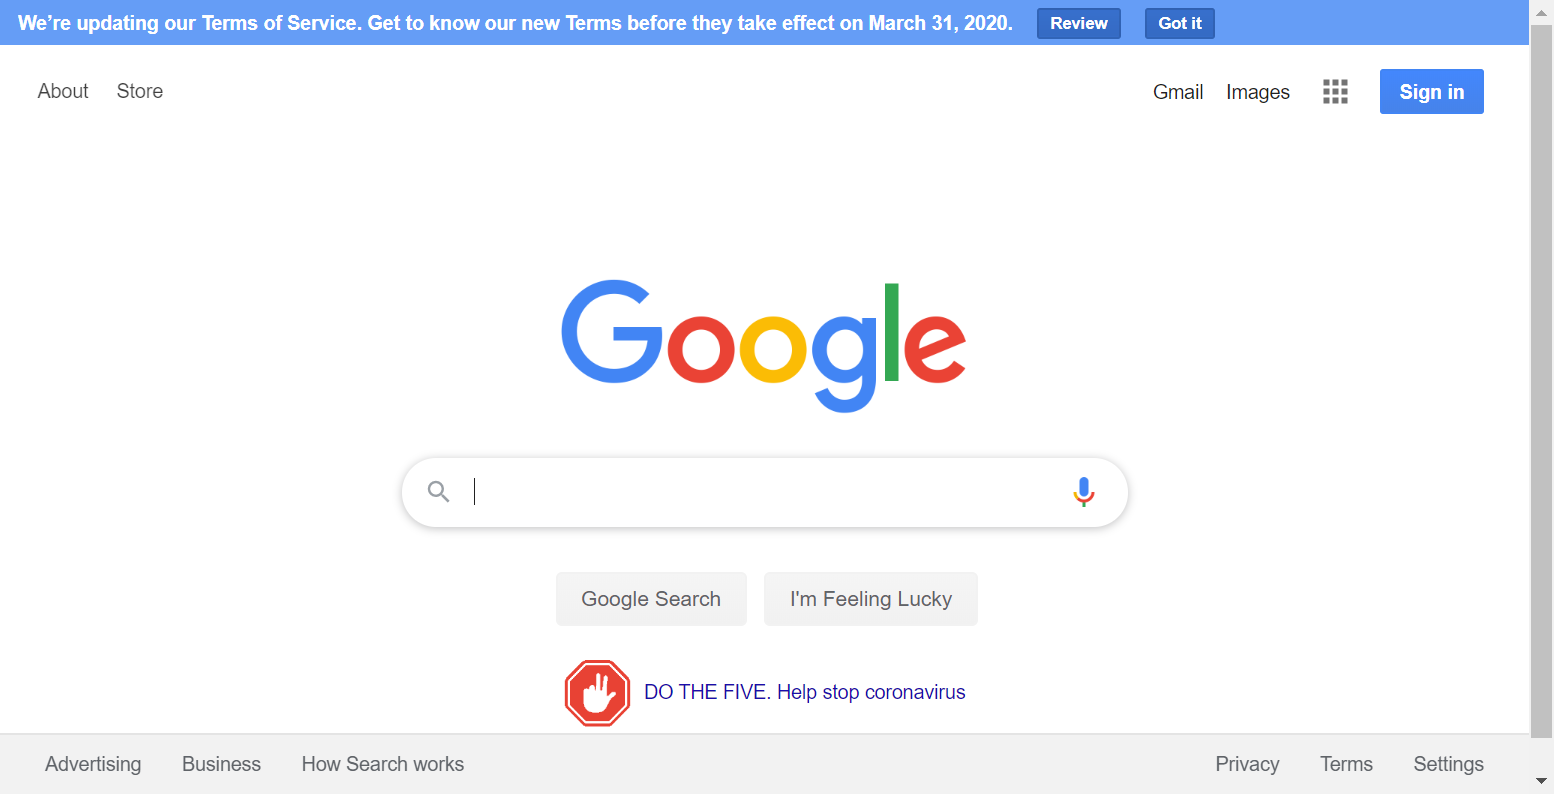 We’re updating our Terms of Service. Get to know our new Terms before they take effect on March 31, 2020. Review Got it
About Store Gmail Images Sign in
Google
Google Search I'm Feeling Lucky
DO THE FIVE. Help stop coronavirus
Advertising Business How Search works Privacy Terms Settings